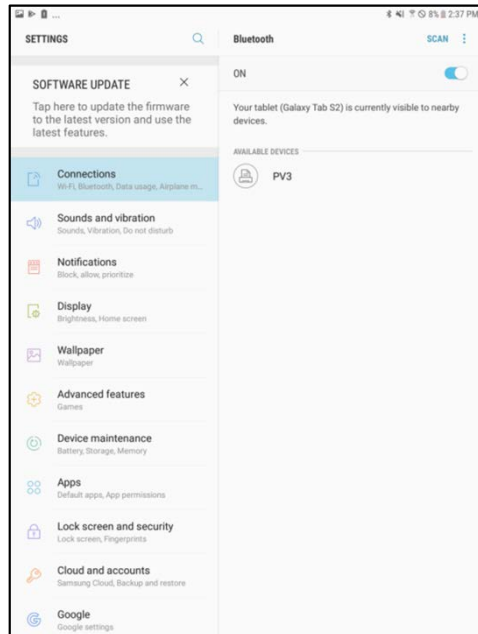 8% 2:37 PM
SETTINGS
SOFTWARE UPDATE
Tap here to update the firmware
to the latest version and use the
latest features.
Connections
Wi-Fi, Bluetooth, Data usage, Airplane m...
Sounds and vibration
Sounds, Vibration, Do not disturb
Notifications
Block, allow, prioritize
Display
Brightness, Home screen
Wallpaper
Wallpaper
Advanced features
Games
Device maintenance
Battery, Storage, Memory
Apps
Default apps, App permissions
Lock screen and security
Lock screen, Fingerprints
Cloud and accounts
Samsung Cloud, Backup and restore
Google
Google settings
Bluetooth
SCAN
ON
Your tablet (Galaxy Tab S2) is currently visible to nearby
devices.
AVAILABLE DEVICES
PV3